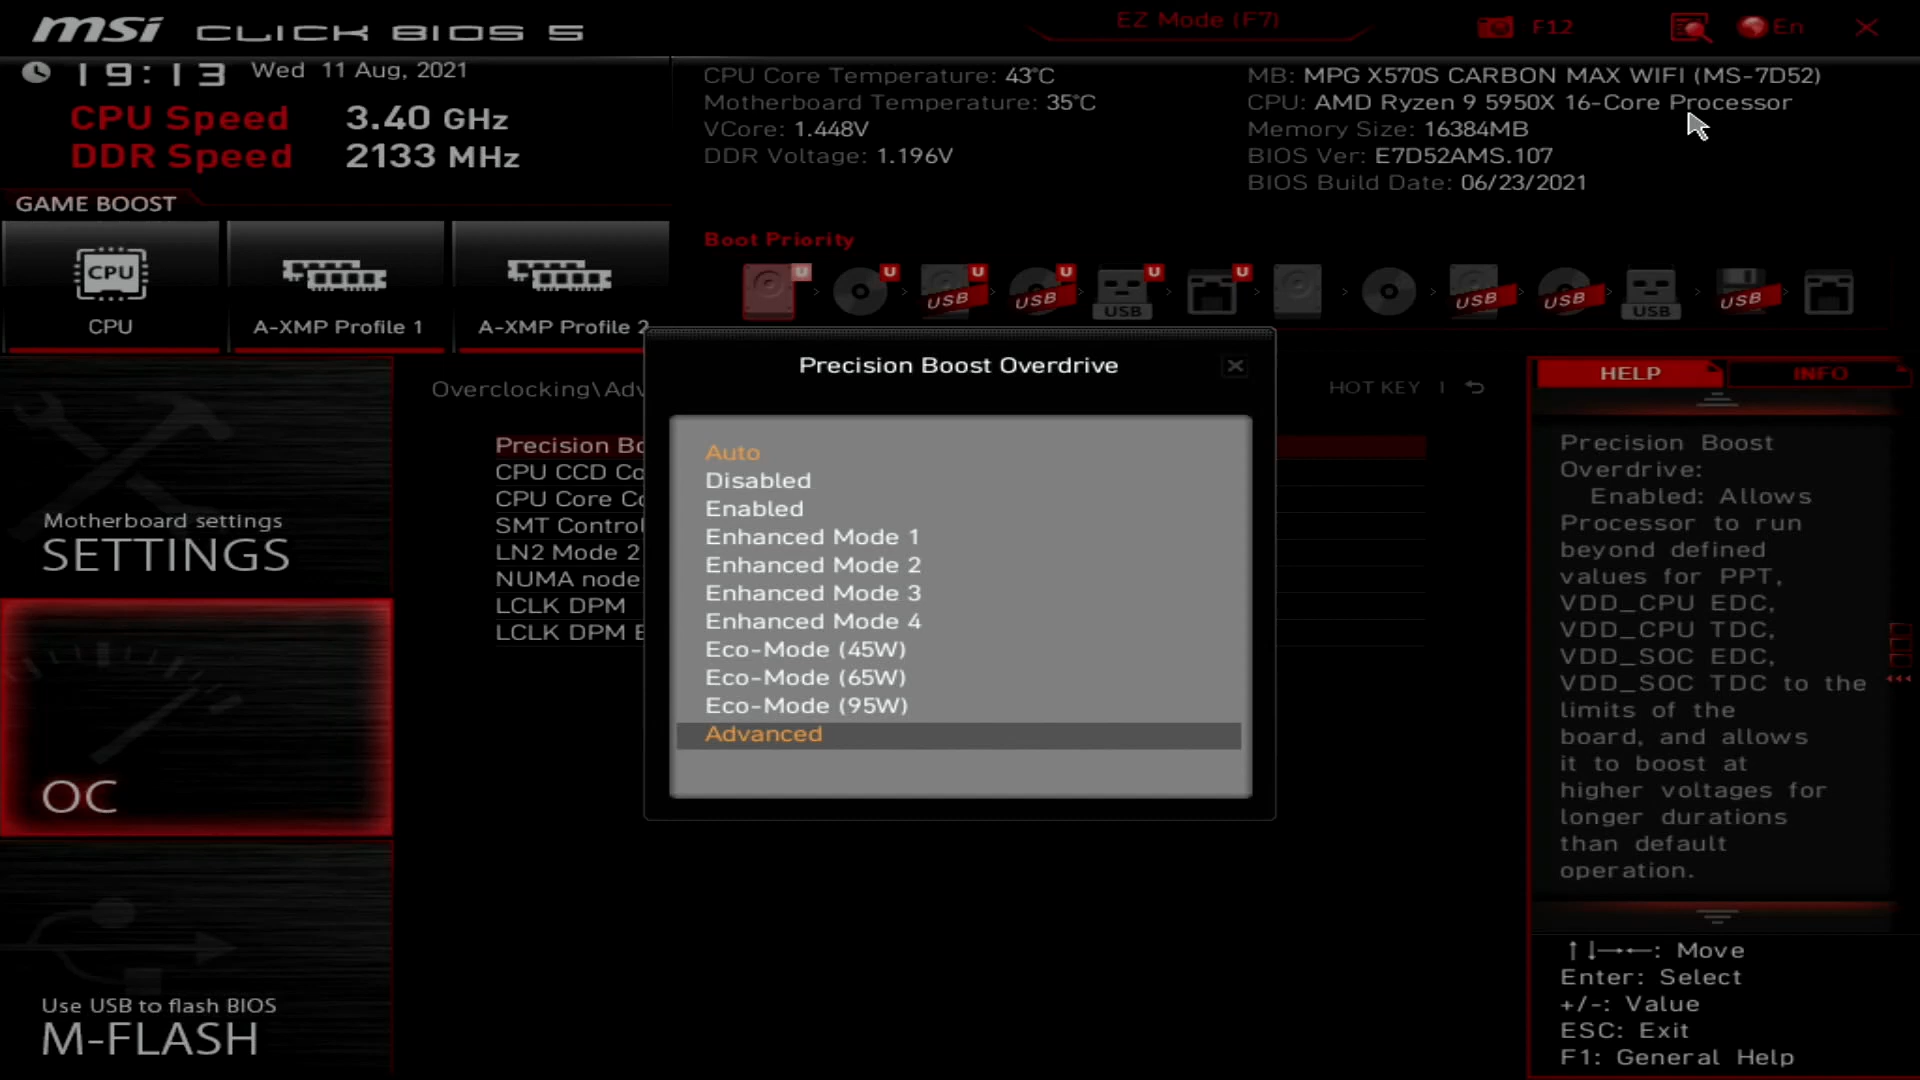 msi CLICK BIOS 5
EZ Mode (F7)
F12
En
19:13 Wed 11 Aug, 2021
CPU Speed 3.40 GHz
DDR Speed 2133 MHz
CPU Core Temperature: 43°C
Motherboard Temperature: 35°C
VCore: 1.448V
DDR Voltage: 1.196V
MB: MPG X570S CARBON MAX WIFI (MS-7D52)
CPU: AMD Ryzen 9 5950X 16-Core Processor
Memory Size: 16384MB
BIOS Ver: E7D52AMS.107
BIOS Build Date: 06/23/2021
GAME BOOST
CPU
CPU
A-XMP Profile 1
A-XMP Profile 2
Boot Priority
U U U U U U
USB USB USB USB USB USB USB
Motherboard settings
SETTINGS
OC
Use USB to flash BIOS
M-FLASH
Overclocking\Adv
HOT KEY |
Precision Bo
CPU CCD Co
CPU Core Co
SMT Control
LN2 Mode 2
NUMA node
LCLK DPM
LCLK DPM E
Precision Boost Overdrive
Auto
Disabled
Enabled
Enhanced Mode 1
Enhanced Mode 2
Enhanced Mode 3
Enhanced Mode 4
Eco-Mode (45W)
Eco-Mode (65W)
Eco-Mode (95W)
Advanced
HELP
INFO
Precision Boost
Overdrive:
Enabled: Allows
Processor to run
beyond defined
values for PPT,
VDD_CPU EDC,
VDD_CPU TDC,
VDD_SOC EDC,
VDD_SOC TDC to the
limits of the
board, and allows
it to boost at
higher voltages for
longer durations
than default
operation.
↑↓→←: Move
Enter: Select
+/-: Value
ESC: Exit
F1: General Help